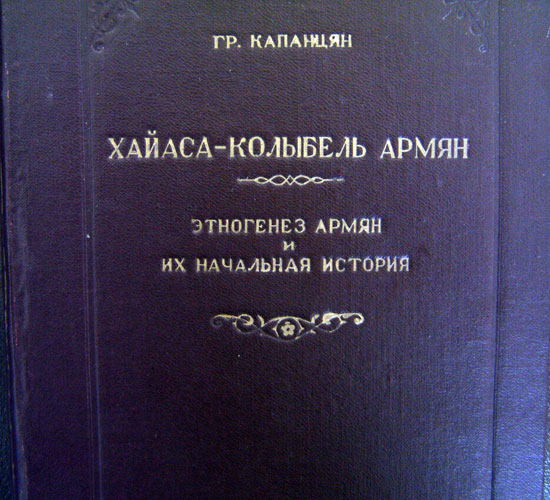 ГР. КАПАНЦЯН
ХАЙАСА-КОЛЫБЕЛЬ АРМЯН
ЭТНОГЕНЕЗ АРМЯН
И
ИХ НАЧАЛЬНАЯ ИСТОРИЯ